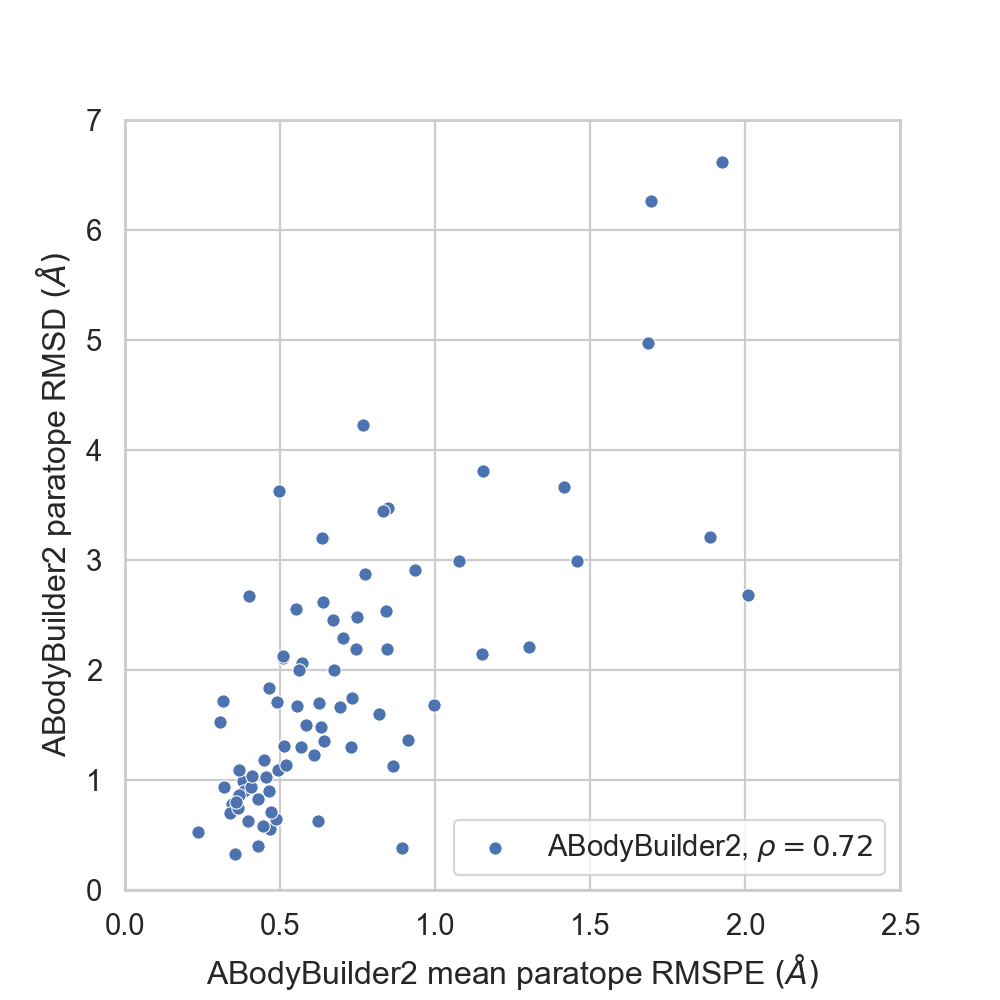 7
6
5
4
3
2
1
0
ABodyBuilder2 paratope RMSD (Å)
ABodyBuilder2, ρ = 0.72
0.0 0.5 1.0 1.5 2.0 2.5
ABodyBuilder2 mean paratope RMSPE (Å)